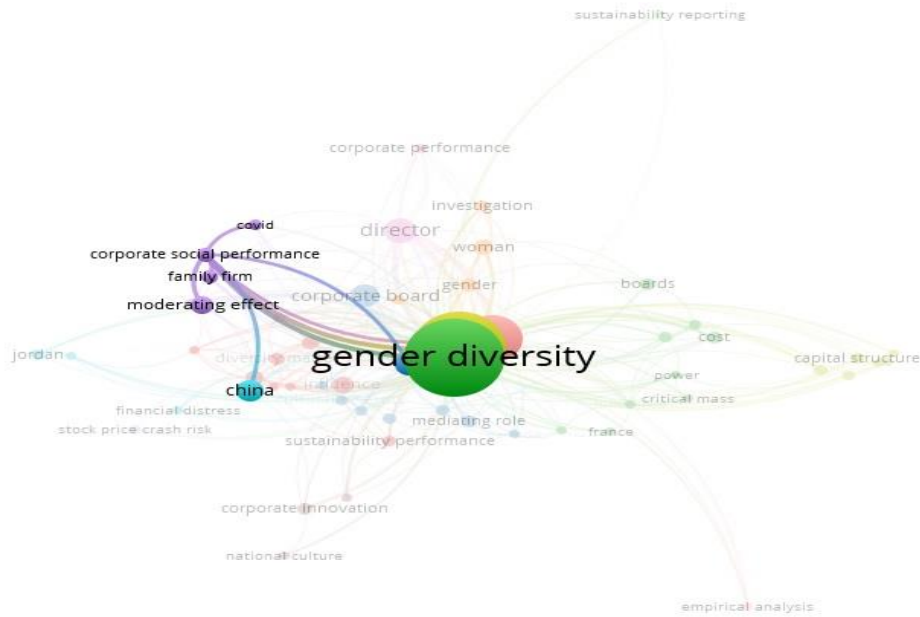 sustainability reporting
corporate performance
investigation
covid
director
woman
corporate social performance
family firm
gender
boards
corporate board
moderating effect
cost
jordan
gender diversity
capital structure
power
influence
china
critical mass
financial distress
mediating role
stock price crash risk
france
sustainability performance
corporate innovation
national culture
empirical analysis